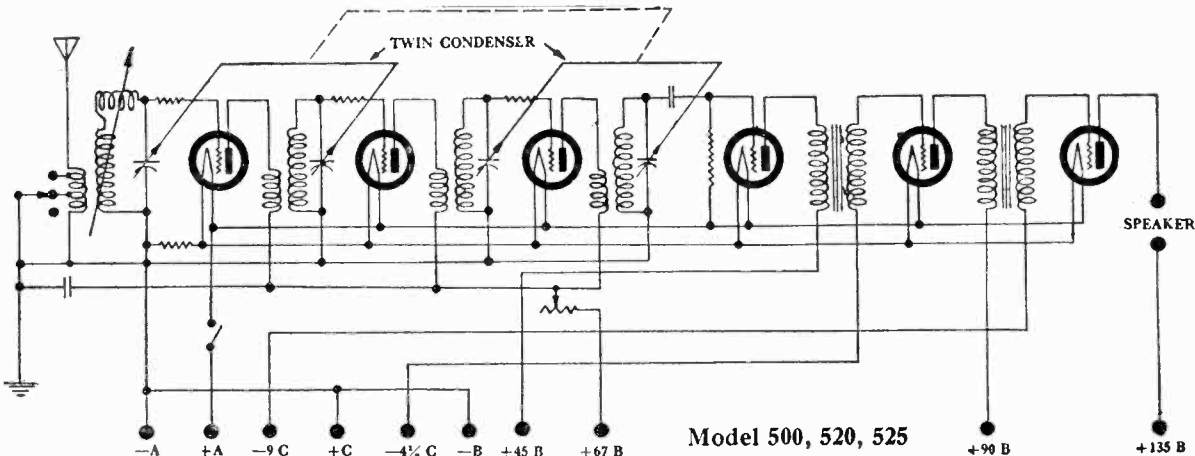 TWIN CONDENSER
SPEAKER
Model 500, 520, 525
—A +A —9 C +C —4½ C —B +45 B +67 B +90 B +135 B